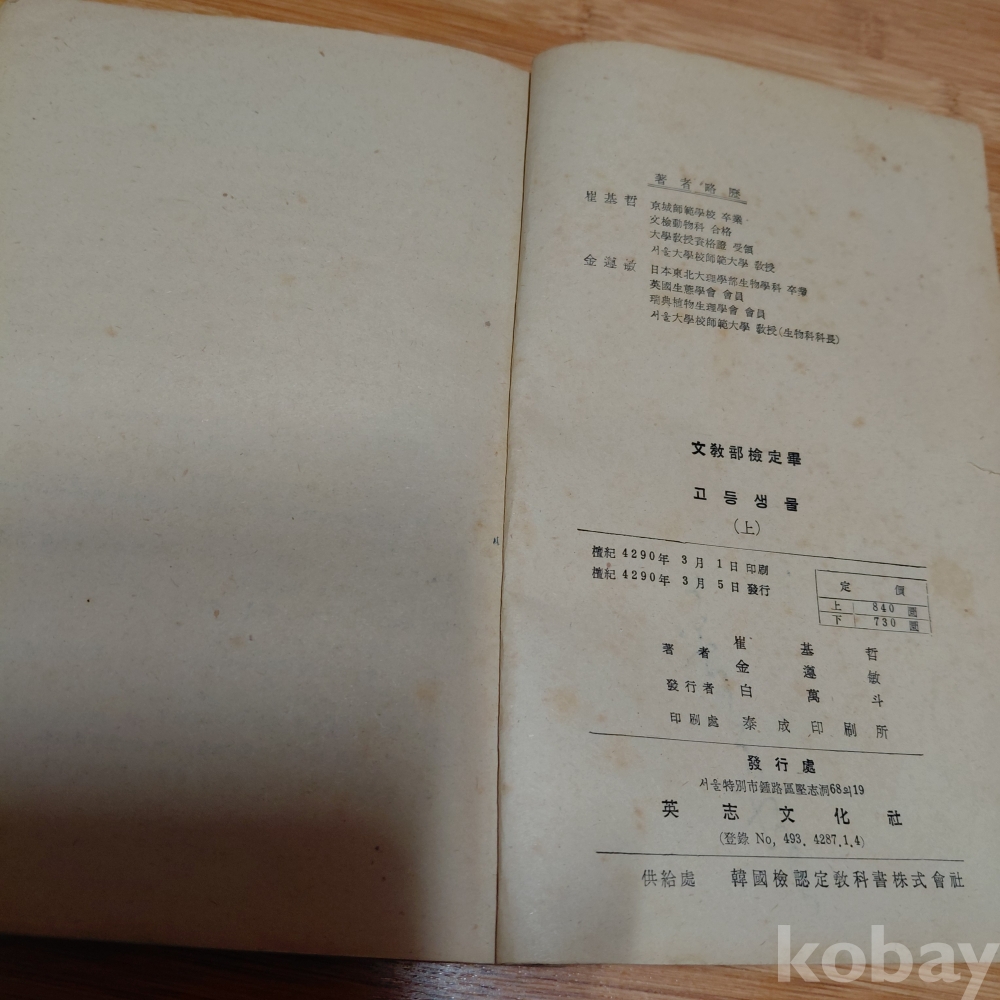 著者略歷
崔基哲 京城師範學校 卒業
文檢動物科 合格
大學敎授資格證 受領
서울大學校師範大學 敎授
金遵敏 日本東北大理學部生物學科 卒業
英國生態學會 會員
瑞典植物生理學會 會員
서울大學校師範大學 敎授(生物科科長)
文敎部檢定畢
고등생물
(上)
檀紀 4290年 3月 1日 印刷
檀紀 4290年 3月 5日 發行
定價
上 840 圜
下 730 圜
著者 崔基哲
金遵敏
發行者 白萬斗
印刷處 泰成印刷所
發行處
서울特別市鍾路區堅志洞68의19
英志文化社
(登錄 No, 493. 4287.1.4)
供給處 韓國檢認定敎科書株式會社
kobay